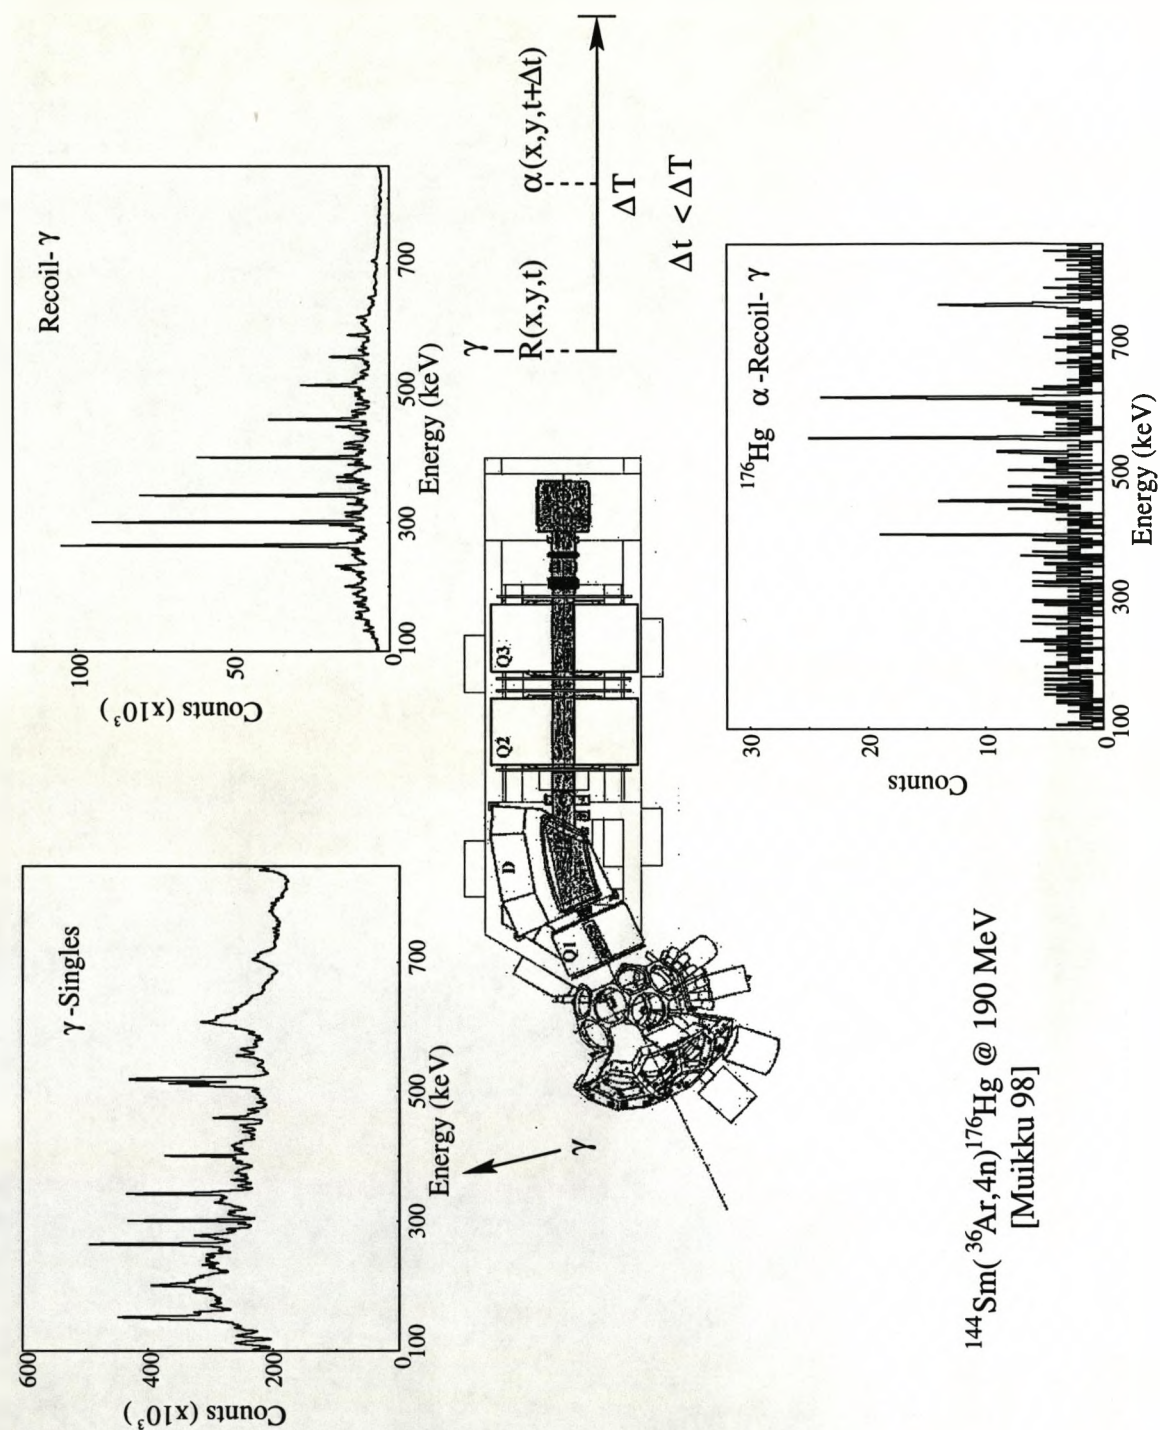 γ-Singles
Counts (x10³)
600
400
200
0
100
300
500
700
Energy (keV)
Recoil-γ
Counts (x10³)
100
50
0
100
300
500
700
Energy (keV)
γ
Q1
D
Q2
Q3
γ
R(x,y,t)
α(x,y,t+Δt)
ΔT
Δt < ΔT
¹⁷⁶Hg α-Recoil-γ
Counts
30
20
10
0
100
300
500
700
Energy (keV)
¹⁴⁴Sm(³⁶Ar,4n)¹⁷⁶Hg @ 190 MeV
[Muikku 98]